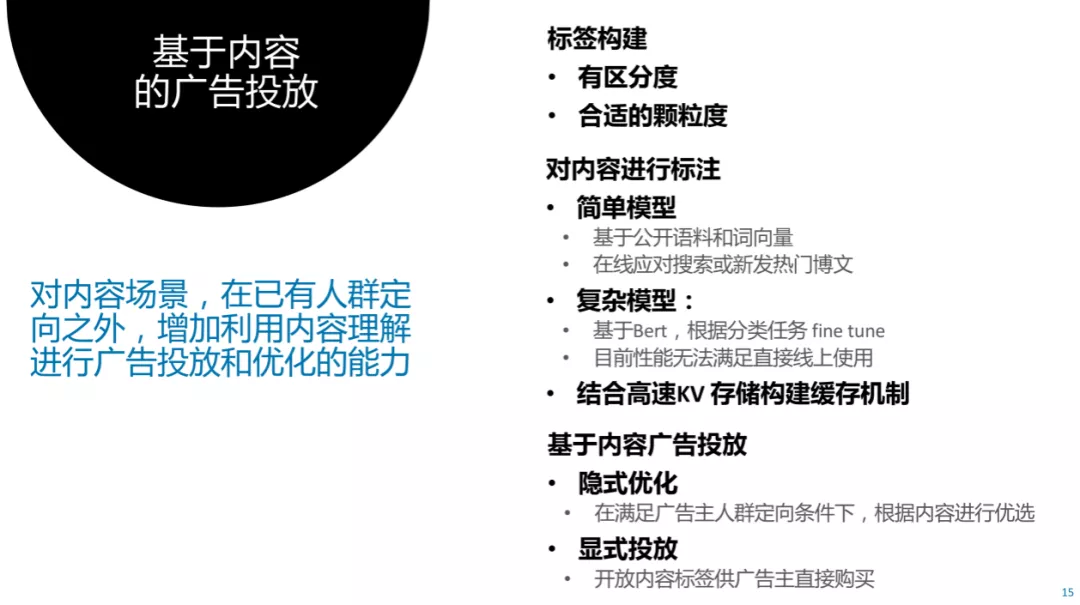 基于内容
的广告投放
对内容场景，在已有人群定
向之外，增加利用内容理解
进行广告投放和优化的能力
标签构建
• 有区分度
• 合适的颗粒度
对内容进行标注
• 简单模型
• 基于公开语料和词向量
• 在线应对搜索或新发热门博文
• 复杂模型：
• 基于Bert，根据分类任务 fine tune
• 目前性能无法满足直接线上使用
• 结合高速KV 存储构建缓存机制
基于内容广告投放
• 隐式优化
• 在满足广告主人群定向条件下，根据内容进行优选
• 显式投放
• 开放内容标签供广告主直接购买
15